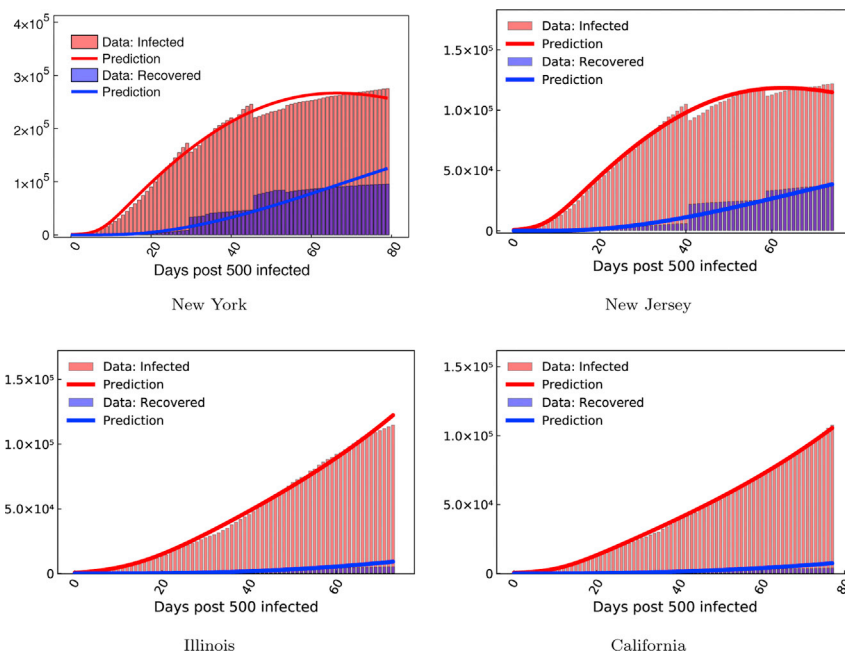 4×10⁵
3×10⁵
2×10⁵
1×10⁵
0
Data: Infected
Prediction
Data: Recovered
Prediction
0
20
40
60
80
Days post 500 infected
New York
1.5×10⁵
1.0×10⁵
5.0×10⁴
0
Data: Infected
Prediction
Data: Recovered
Prediction
0
20
40
60
Days post 500 infected
New Jersey
1.5×10⁵
1.0×10⁵
5.0×10⁴
0
Data: Infected
Prediction
Data: Recovered
Prediction
0
20
40
60
Days post 500 infected
Illinois
1.5×10⁵
1.0×10⁵
5.0×10⁴
0
Data: Infected
Prediction
Data: Recovered
Prediction
0
20
40
60
80
Days post 500 infected
California